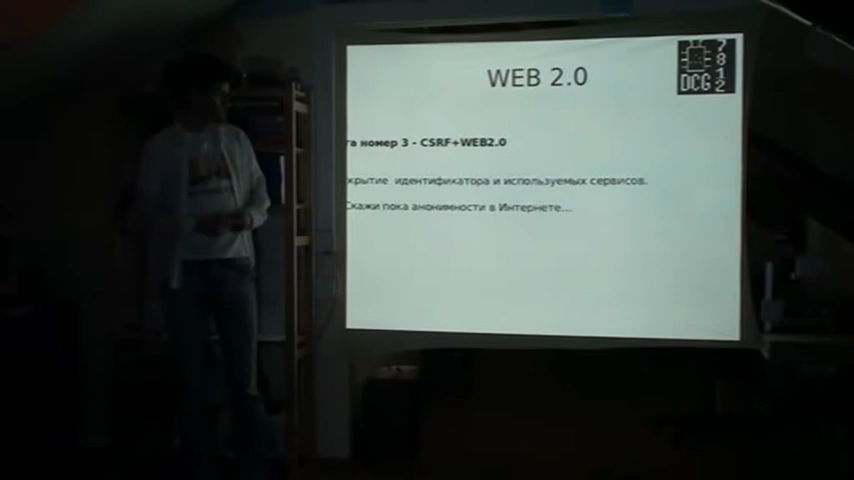 WEB 2.0
7
8
1
DCG 2
та номер 3 - CSRF+WEB2.0
крытие идентификатора и используемых сервисов.
Скажи пока анонимности в Интернете...